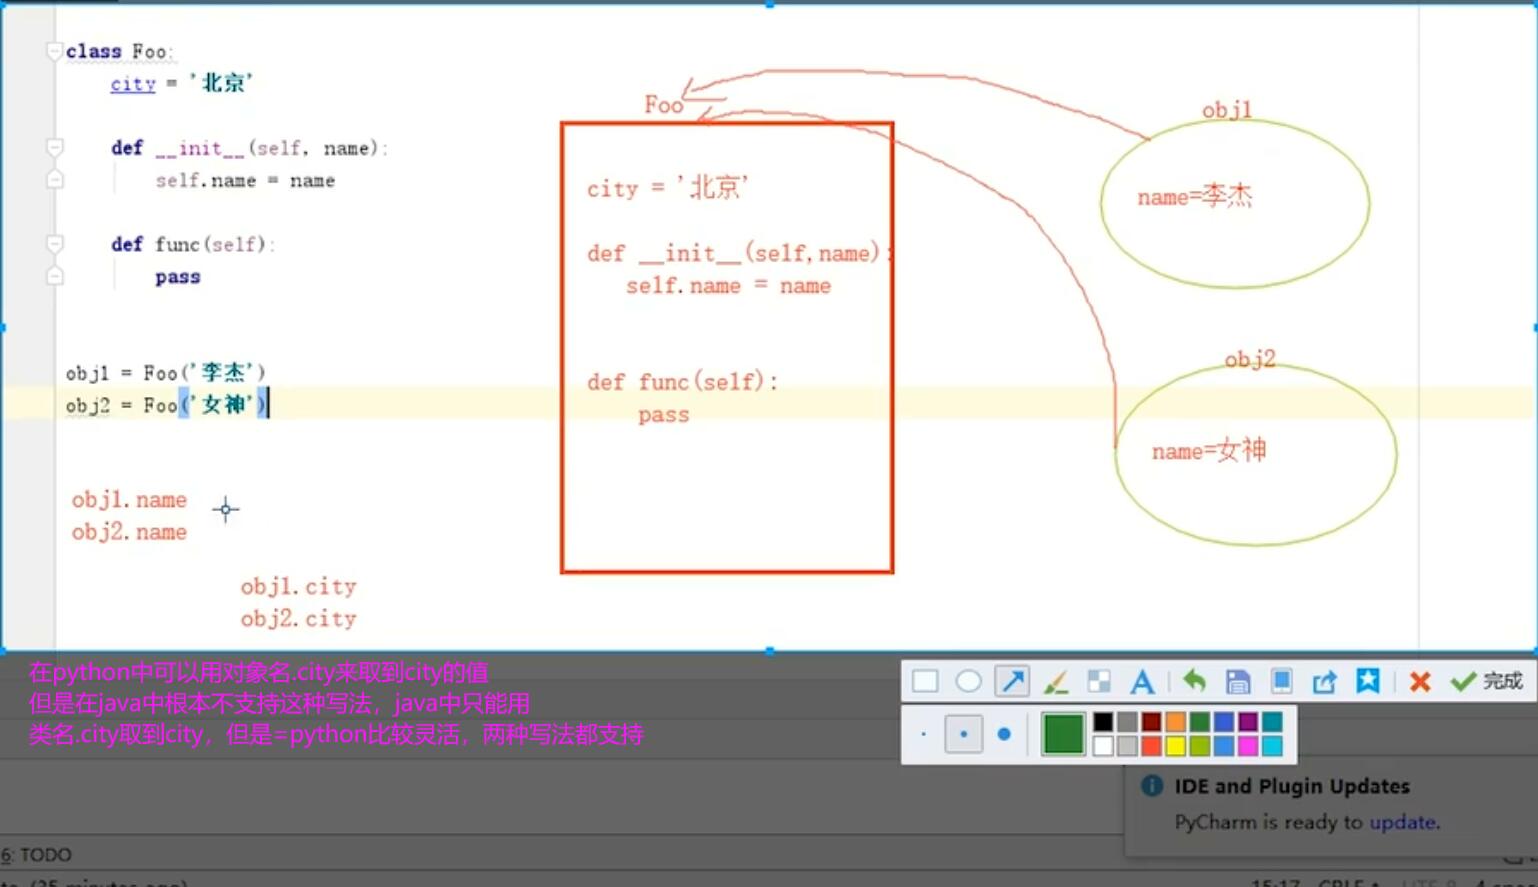 class Foo:
city = '北京'
def __init__(self, name):
self.name = name
def func(self):
pass
obj1 = Foo('李杰')
obj2 = Foo('女神')
obj1.name
obj2.name
obj1.city
obj2.city
Foo
city = '北京'
def __init__(self,name):
self.name = name
def func(self):
pass
obj1
name=李杰
obj2
name=女神
在python中可以用对象名.city来取到city的值
但是在java中根本不支持这种写法，java中只能用
类名.city取到city，但是=python比较灵活，两种写法都支持
A
完成
IDE and Plugin Updates
PyCharm is ready to update.
6: TODO